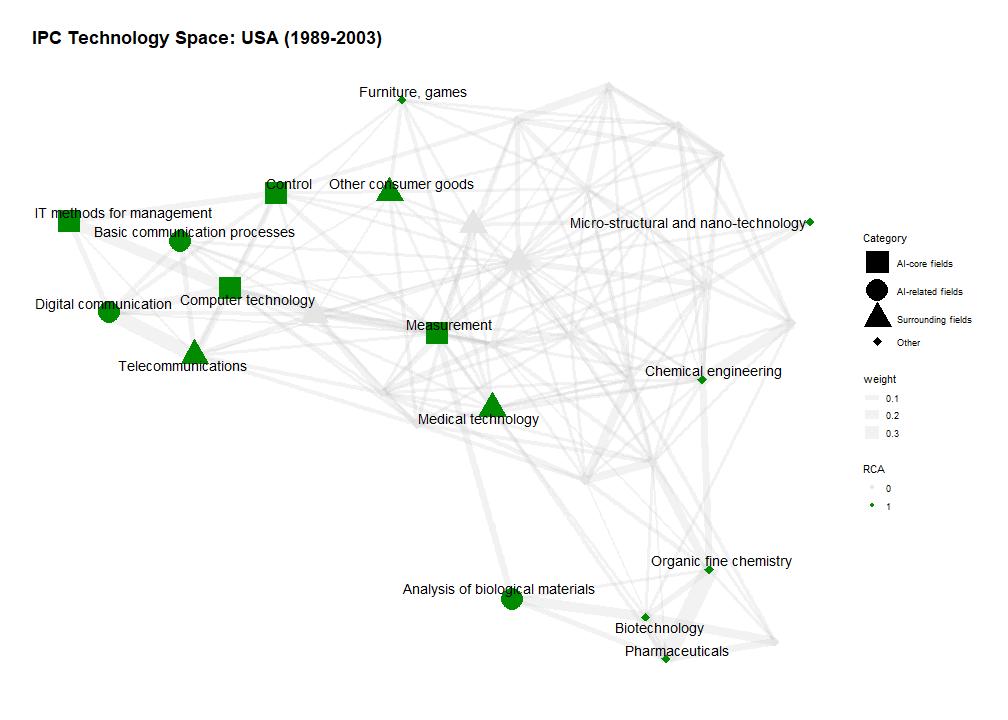 IPC Technology Space: USA (1989-2003)
Furniture, games
Control
Other consumer goods
IT methods for management
Basic communication processes
Micro-structural and nano-technology
Digital communication
Computer technology
Measurement
Telecommunications
Chemical engineering
Medical technology
Organic fine chemistry
Analysis of biological materials
Biotechnology
Pharmaceuticals
Category
AI-core fields
AI-related fields
Surrounding fields
Other
weight
0.1
0.2
0.3
RCA
0
1